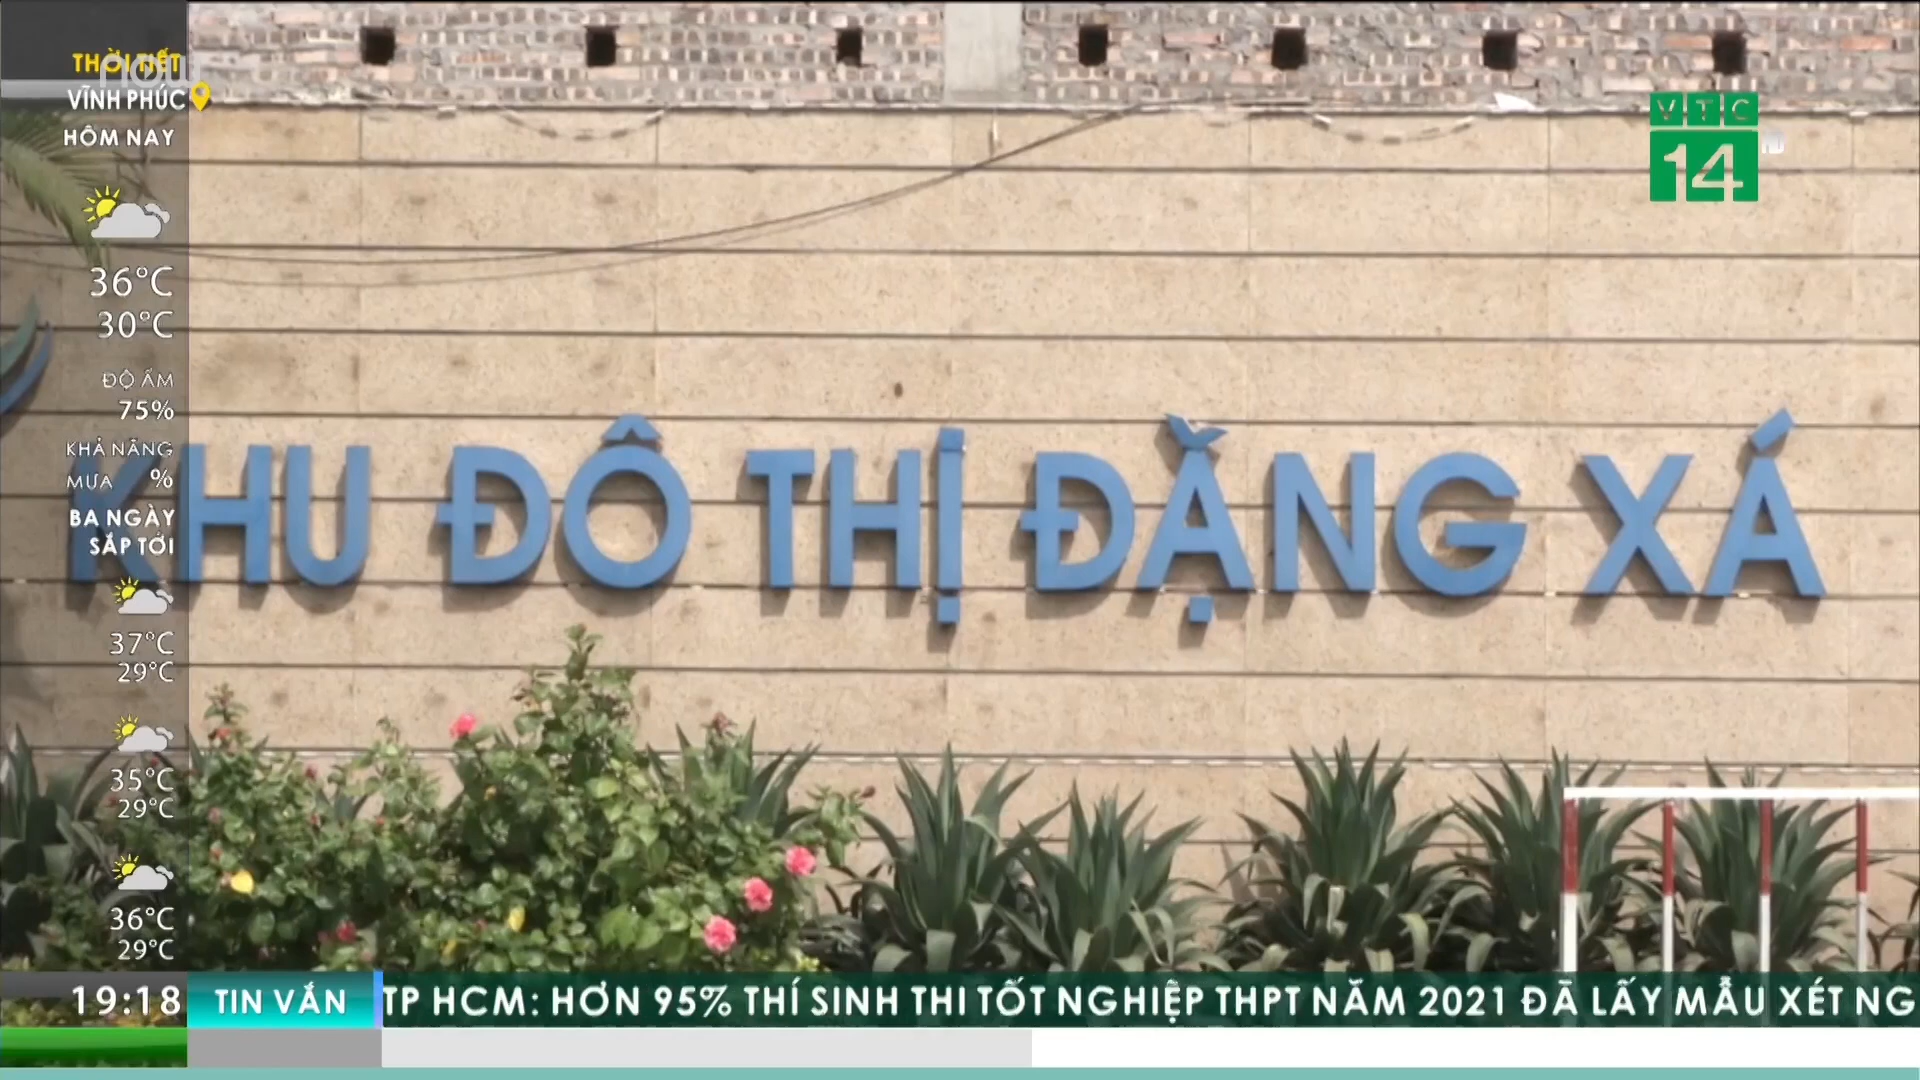 THỜI TIẾT
VĨNH PHÚC
HÔM NAY
36°C
30°C
ĐỘ ẨM
75%
KHẢ NĂNG
MƯA %
BA NGÀY
SẮP TỚI
37°C
29°C
35°C
29°C
36°C
29°C
VTC
14
HD
KHU ĐÔ THỊ ĐẶNG XÁ
19:18
TIN VẮN
TP HCM: HƠN 95% THÍ SINH THI TỐT NGHIỆP THPT NĂM 2021 ĐÃ LẤY MẪU XÉT NG